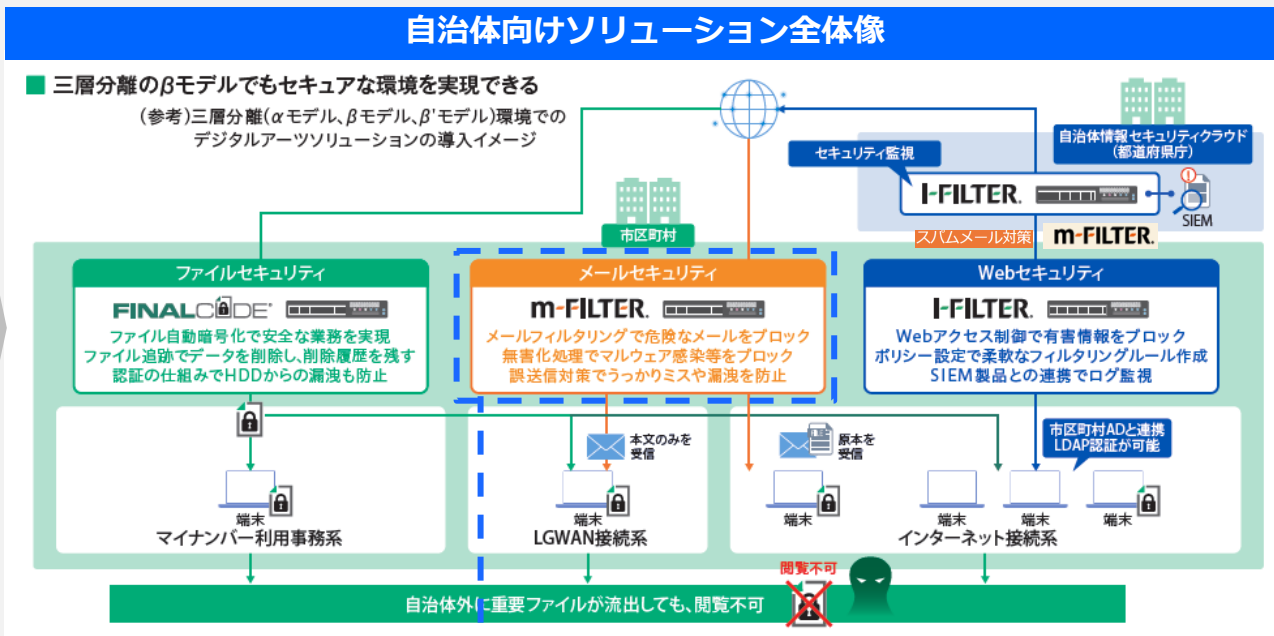 自治体向けソリューション全体像
三層分離のβモデルでもセキュアな環境を実現できる
(参考)三層分離(αモデル、βモデル、β'モデル)環境での
デジタルアーツソリューションの導入イメージ
自治体情報セキュリティクラウド
(都道府県庁)
セキュリティ監視
i-FILTER.
SIEM
市区町村
スパムメール対策
m-FILTER.
ファイルセキュリティ
FINALCODE
ファイル自動暗号化で安全な業務を実現
ファイル追跡でデータを削除し、削除履歴を残す
認証の仕組みでHDDからの漏洩も防止
メールセキュリティ
m-FILTER.
メールフィルタリングで危険なメールをブロック
無害化処理でマルウェア感染等をブロック
誤送信対策でうっかりミスや漏洩を防止
Webセキュリティ
i-FILTER.
Webアクセス制御で有害情報をブロック
ポリシー設定で柔軟なフィルタリングルール作成
SIEM製品との連携でログ監視
本文のみを
受信
原本を
受信
市区町村ADと連携
LDAP認証が可能
端末
マイナンバー利用事務系
端末
LGWAN接続系
端末
端末
端末
端末
インターネット接続系
閲覧不可
自治体外に重要ファイルが流出しても、閲覧不可